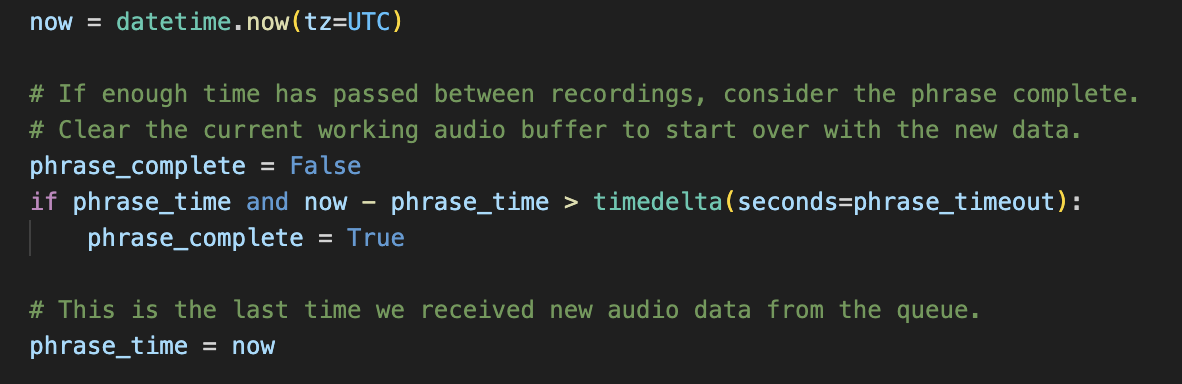 now = datetime.now(tz=UTC)
# If enough time has passed between recordings, consider the phrase complete.
# Clear the current working audio buffer to start over with the new data.
phrase_complete = False
if phrase_time and now - phrase_time > timedelta(seconds=phrase_timeout):
    phrase_complete = True
# This is the last time we received new audio data from the queue.
phrase_time = now